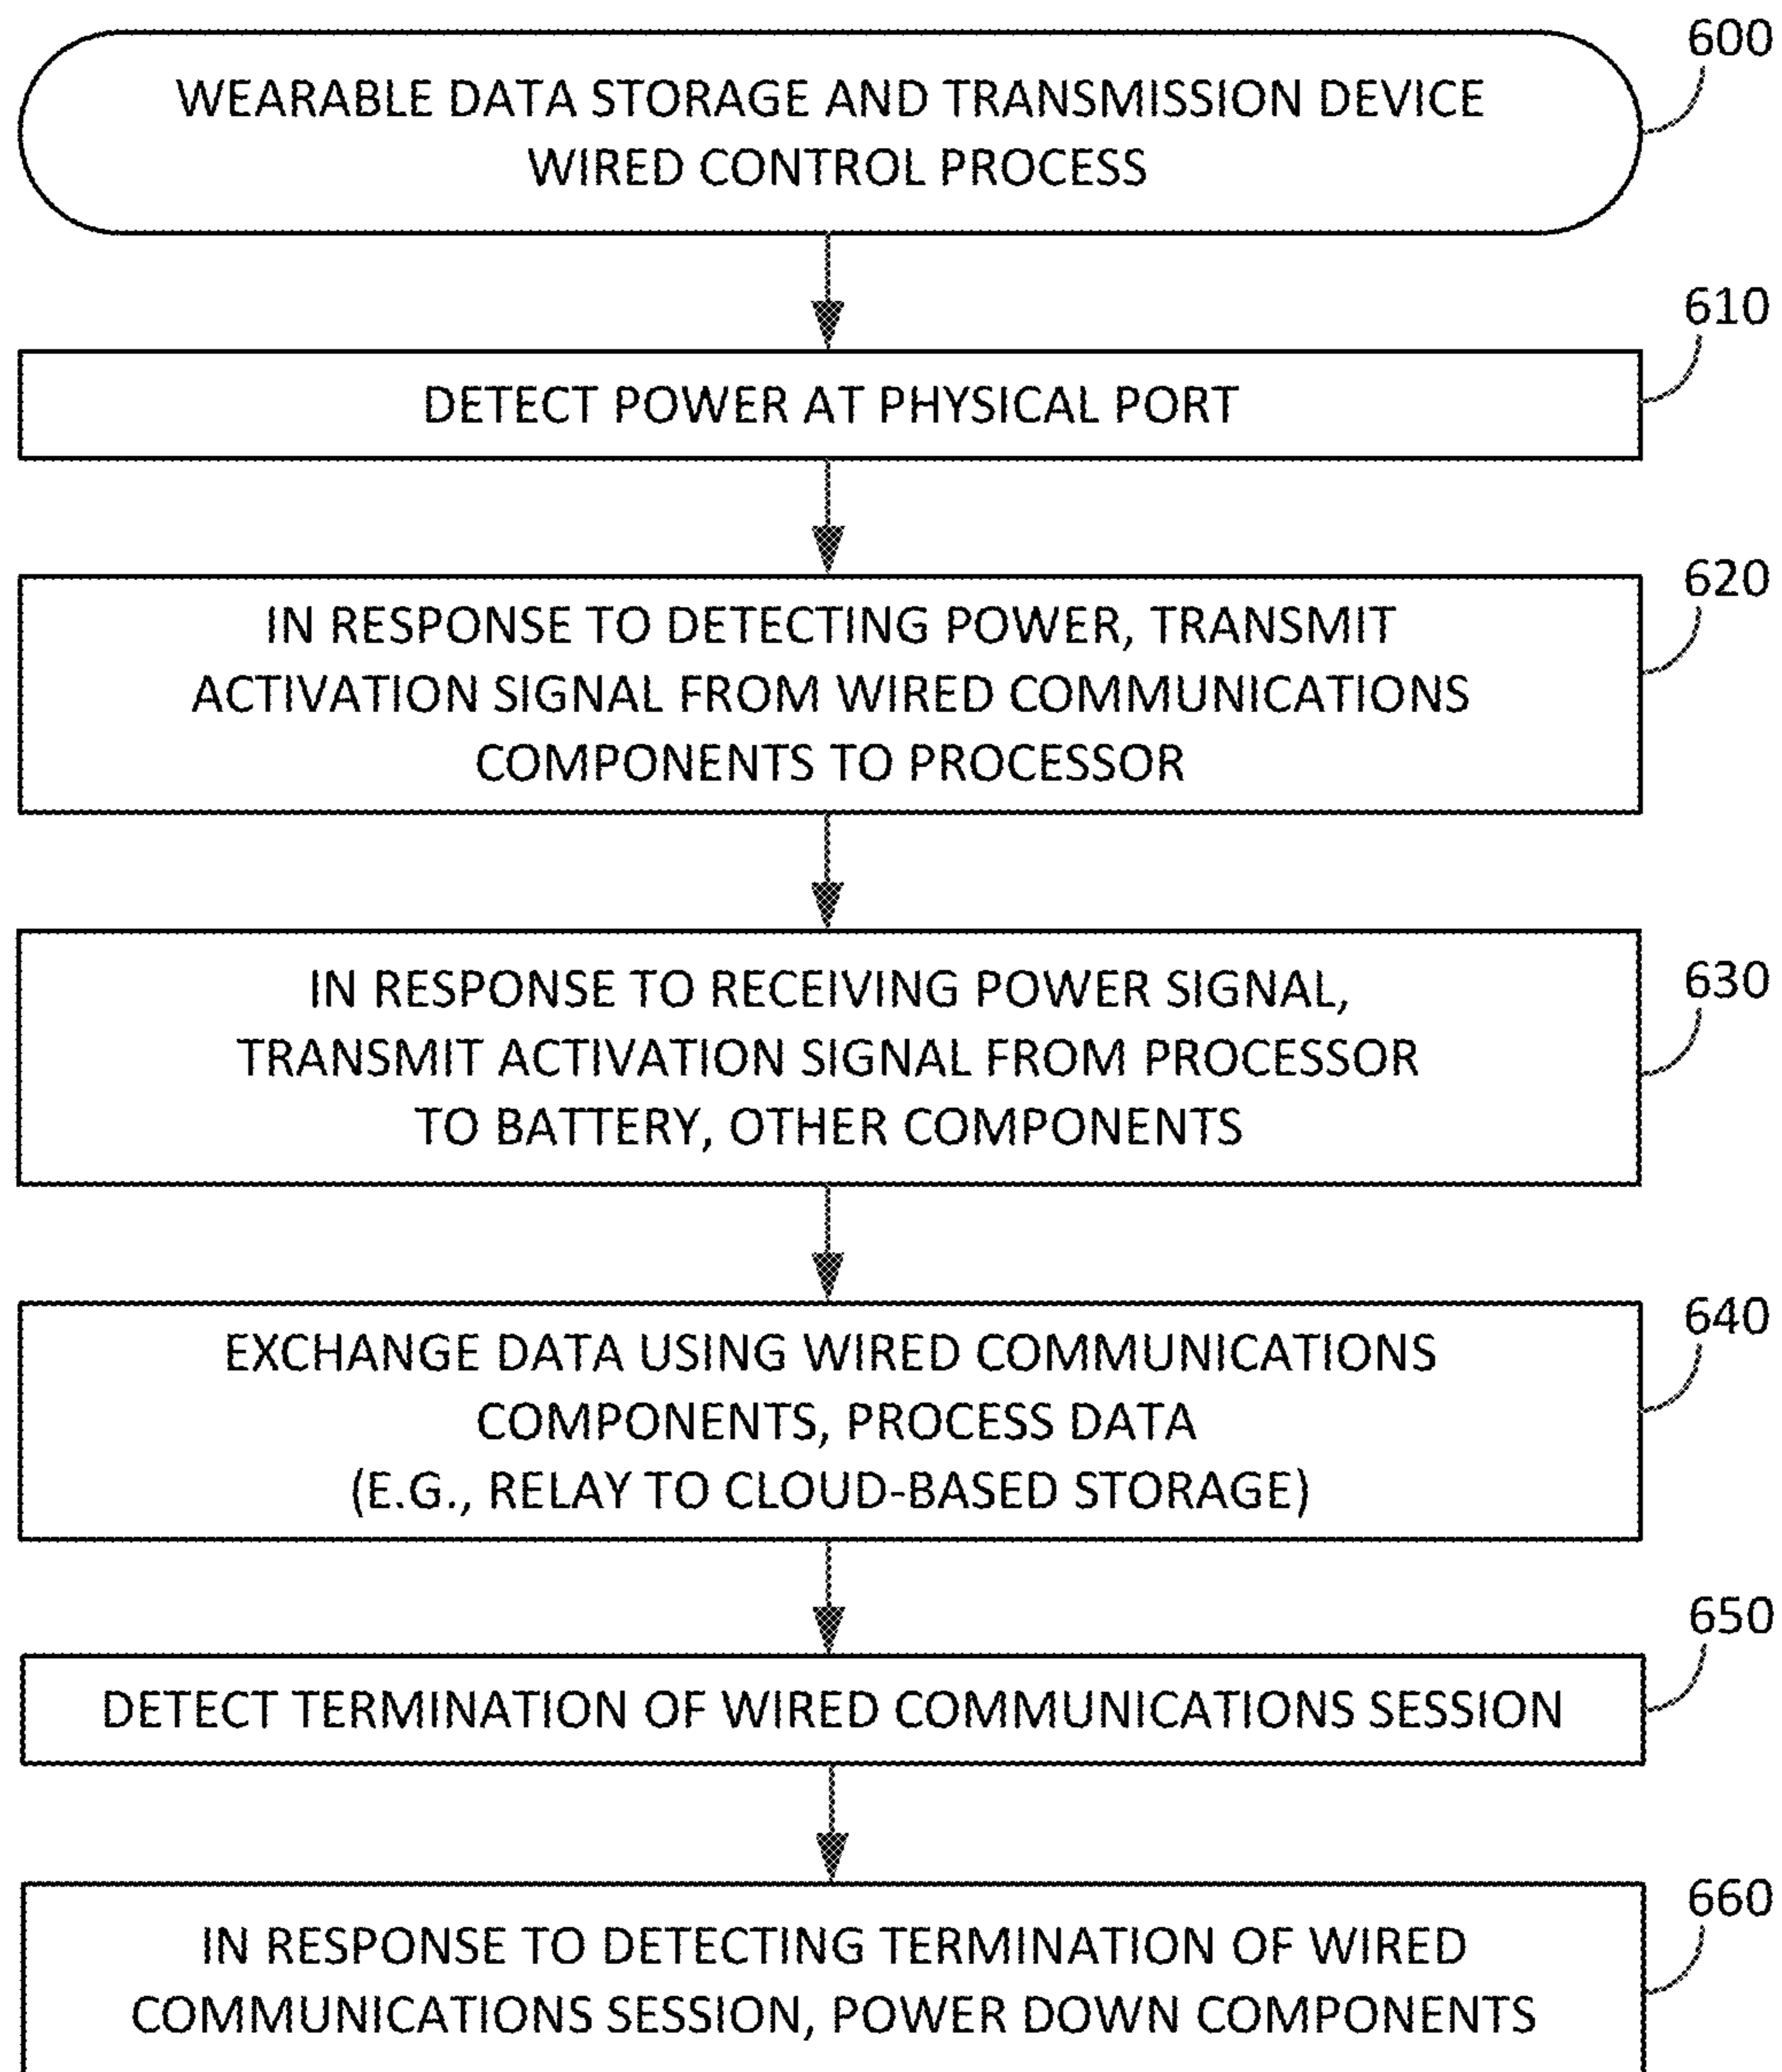 600
WEARABLE DATA STORAGE AND TRANSMISSION DEVICE
WIRED CONTROL PROCESS
610
DETECT POWER AT PHYSICAL PORT
620
IN RESPONSE TO DETECTING POWER, TRANSMIT
ACTIVATION SIGNAL FROM WIRED COMMUNICATIONS
COMPONENTS TO PROCESSOR
630
IN RESPONSE TO RECEIVING POWER SIGNAL,
TRANSMIT ACTIVATION SIGNAL FROM PROCESSOR
TO BATTERY, OTHER COMPONENTS
640
EXCHANGE DATA USING WIRED COMMUNICATIONS
COMPONENTS, PROCESS DATA
(E.G., RELAY TO CLOUD-BASED STORAGE)
650
DETECT TERMINATION OF WIRED COMMUNICATIONS SESSION
660
IN RESPONSE TO DETECTING TERMINATION OF WIRED
COMMUNICATIONS SESSION, POWER DOWN COMPONENTS